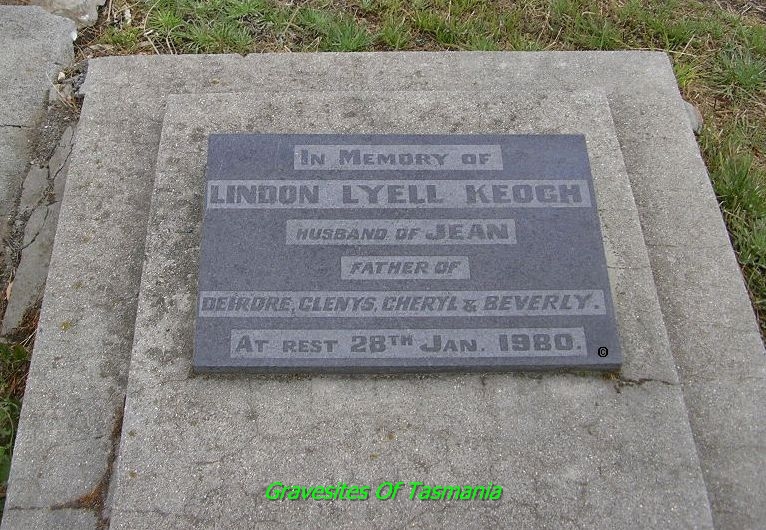 IN MEMORY OF
LINDON LYELL KEOGH
HUSBAND OF JEAN
FATHER OF
DEIRDRE, GLENYS, CHERYL & BEVERLY.
AT REST 28TH JAN. 1980.
©
Gravesites Of Tasmania